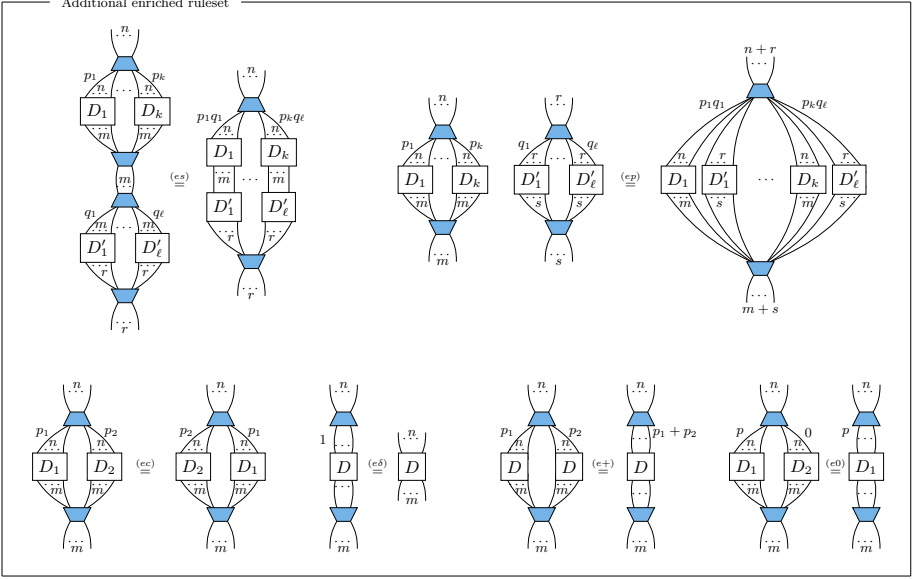 Additional enriched ruleset
n
...
p₁ pₖ
n ... n
D₁ Dₖ
m m
m
q₁ qℓ
m ... m
D′₁ D′ℓ
r r
...
r
(es)
=
n
...
p₁q₁ pₖqℓ
n n
D₁ Dₖ
m ... m
D′₁ D′ℓ
r r
...
r
n
...
p₁ pₖ
n ... n
D₁ Dₖ
m m
...
m
r
...
q₁ qℓ
r ... r
D′₁ D′ℓ
s s
...
s
(ep)
=
n + r
...
p₁q₁ pₖqℓ
n r n r
D₁ D′₁ ... Dₖ D′ℓ
m s m s
...
m + s
n
...
p₁ p₂
n n
D₁ D₂
m m
...
m
(ec)
=
n
...
p₂ p₁
n n
D₂ D₁
m m
...
m
n
...
1
...
D
...
...
m
(eδ)
=
n
...
D
...
m
n
...
p₁ p₂
n n
D D
m m
...
m
(e+)
=
n
...
p₁ + p₂
...
D
...
...
m
n
...
p 0
n n
D₁ D₂
m m
...
m
(e0)
=
n
...
p
...
D₁
...
...
m